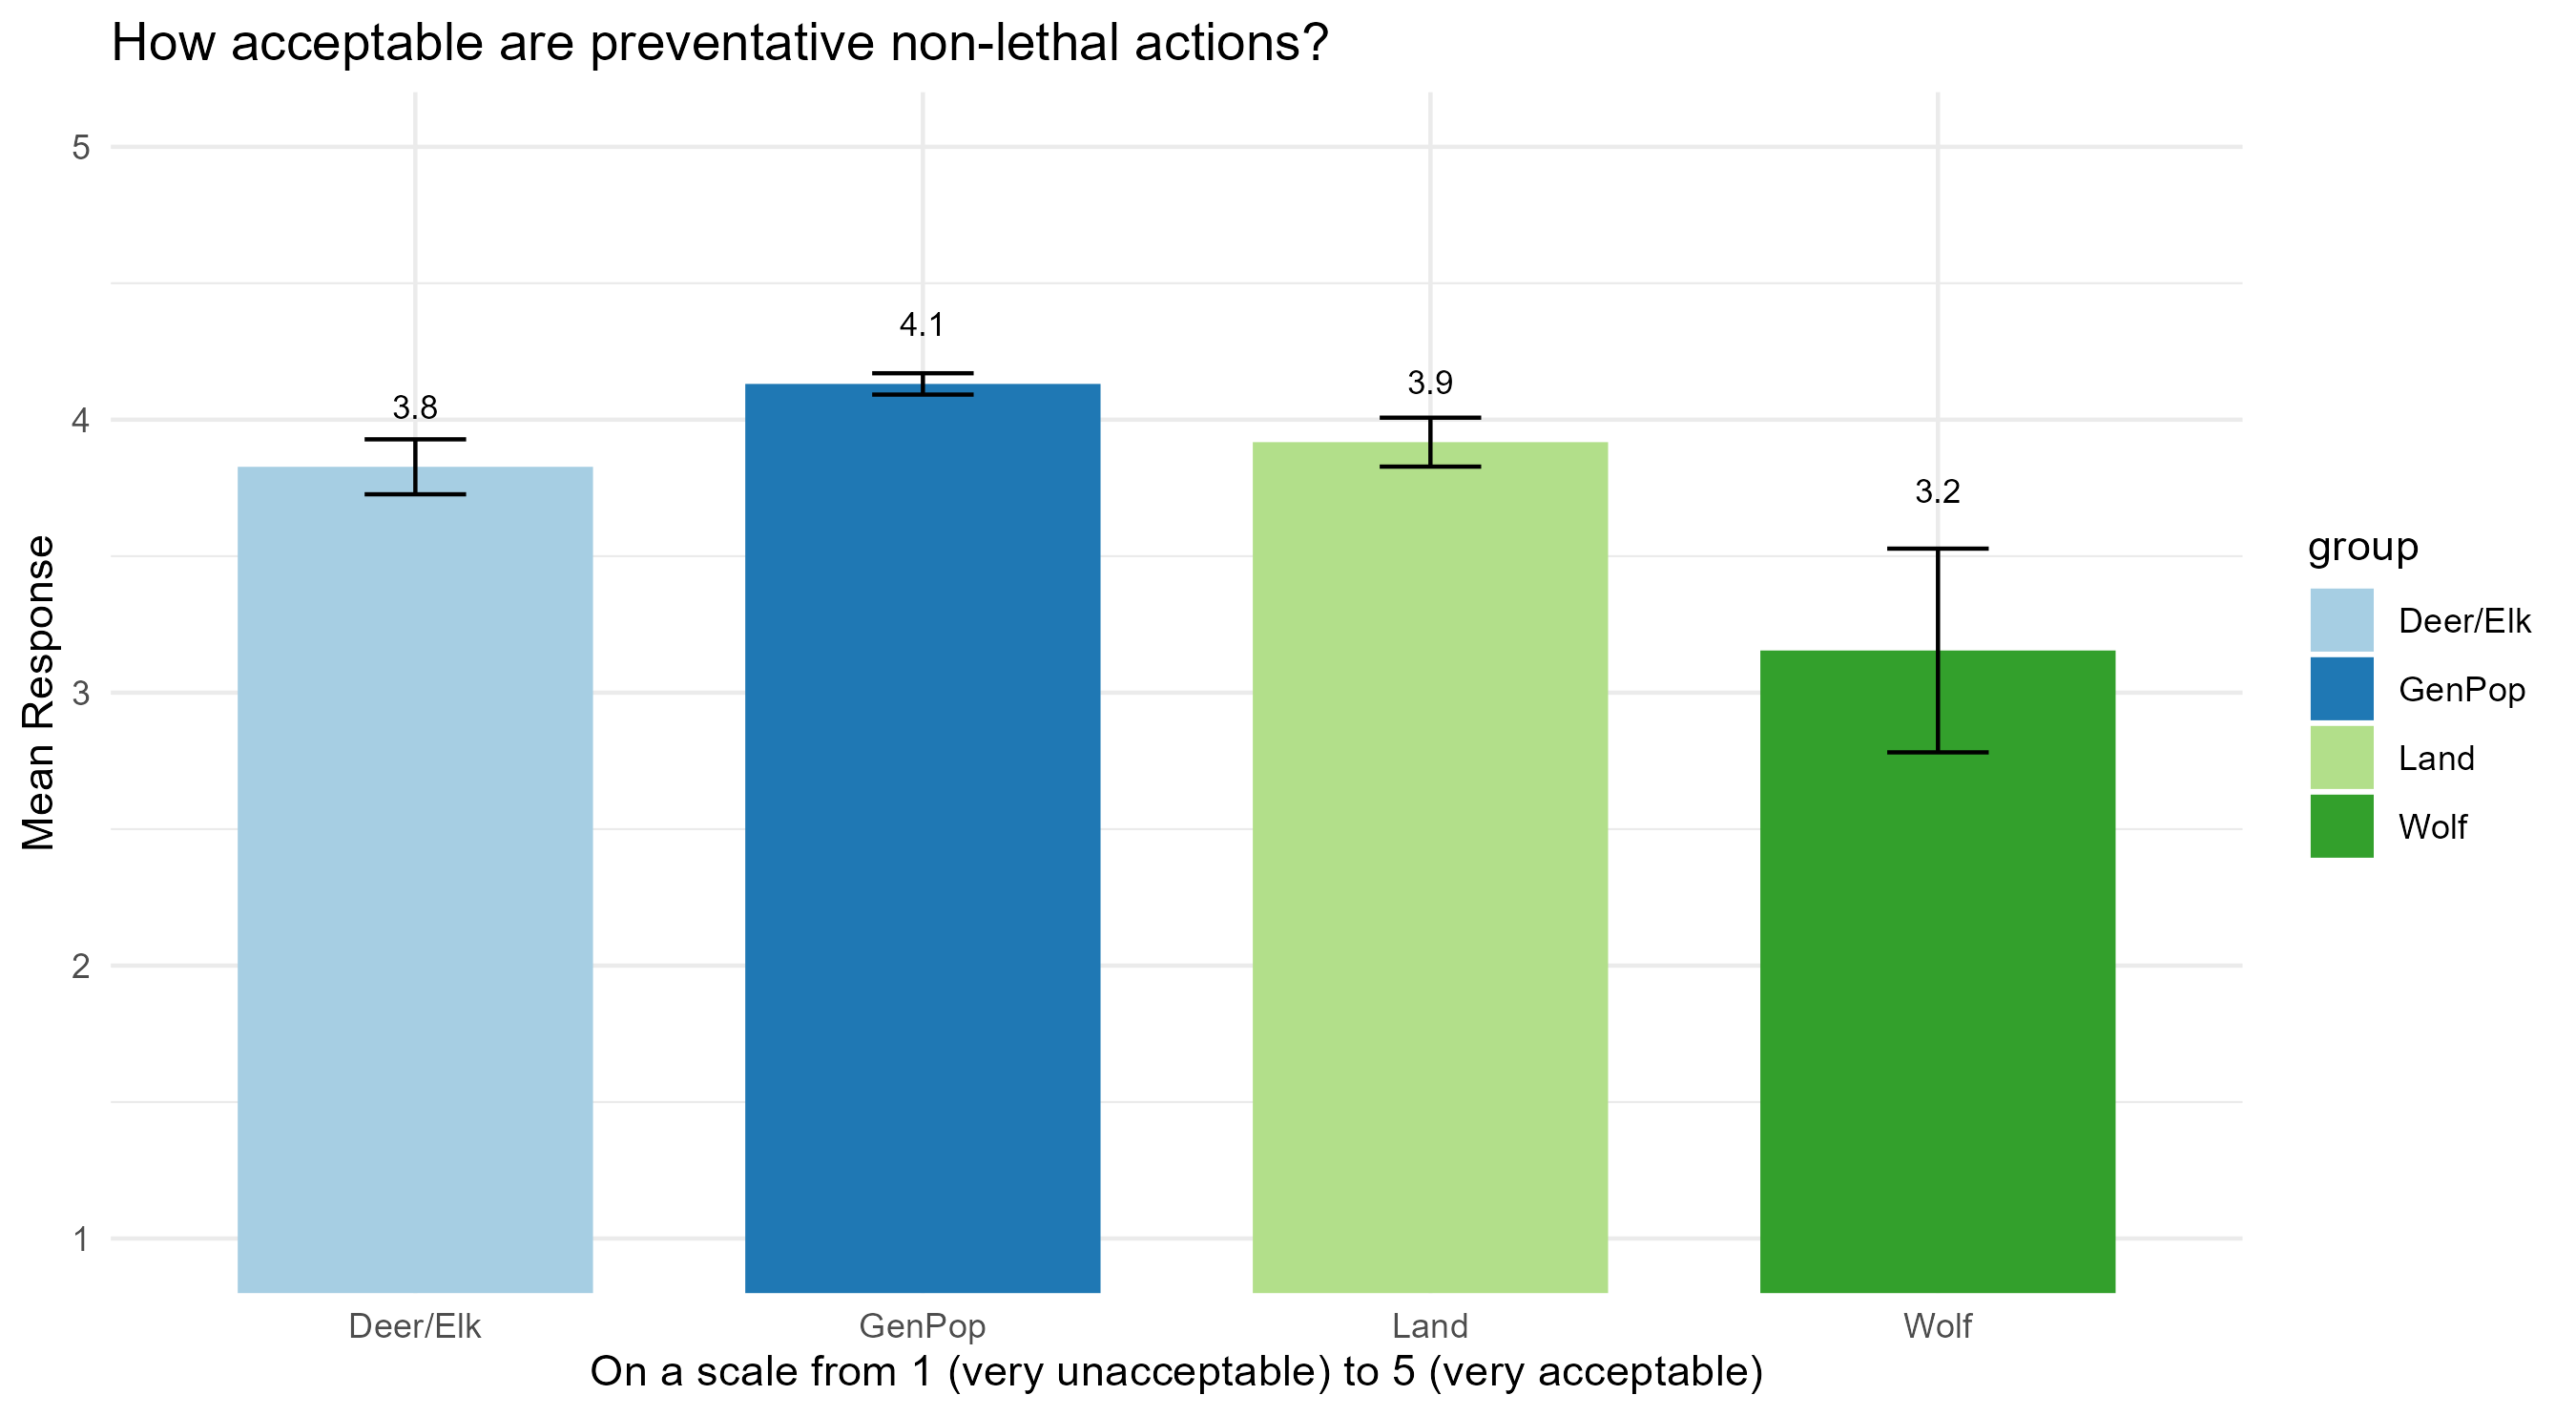 How acceptable are preventative non-lethal actions?
5
4
3
2
1
Mean Response
3.8
4.1
3.9
3.2
Deer/Elk
GenPop
Land
Wolf
On a scale from 1 (very unacceptable) to 5 (very acceptable)
group
Deer/Elk
GenPop
Land
Wolf